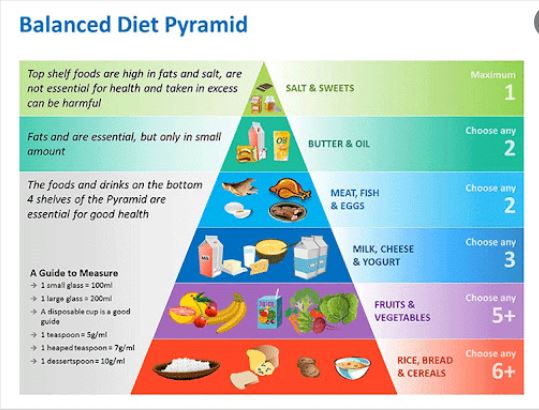 Balanced Diet Pyramid
Top shelf foods are high in fats and salt, are
not essential for health and taken in excess
can be harmful
SALT & SWEETS
Maximum
1
Fats and are essential, but only in small
amount
Oil
BUTTER & OIL
Choose any
2
The foods and drinks on the bottom
4 shelves of the Pyramid are
essential for good health
MEAT, FISH
& EGGS
Choose any
2
MILK, CHEESE
& YOGURT
Choose any
3
A Guide to Measure
→ 1 small glass = 100ml
→ 1 large glass = 200ml
→ A disposable cup is a good
guide
→ 1 teaspoon = 5g/ml
→ 1 heaped teaspoon = 7g/ml
→ 1 dessertspoon = 10g/ml
Juice
FRUITS &
VEGETABLES
Choose any
5+
RICE, BREAD
& CEREALS
Choose any
6+